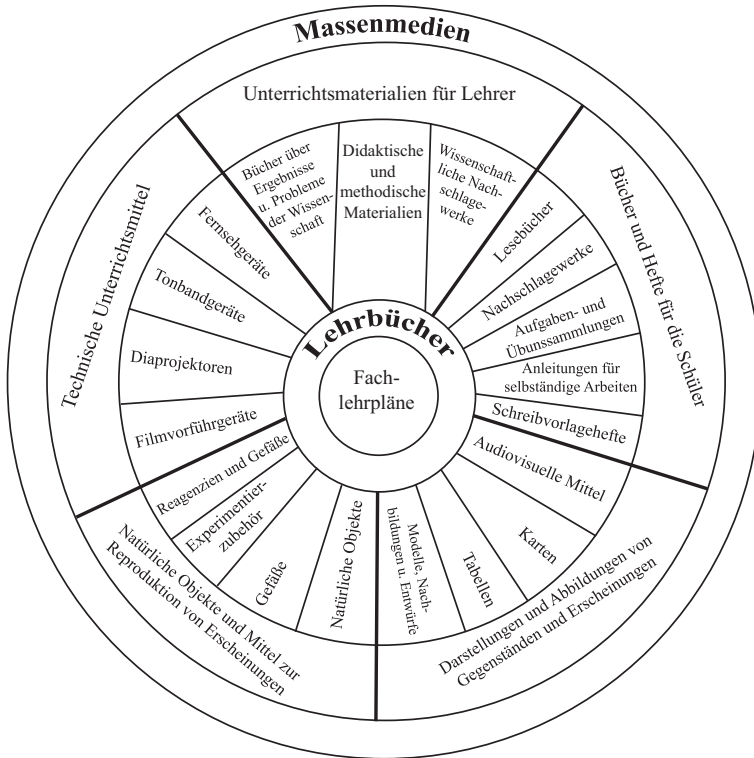 Massenmedien
Unterrichtsmaterialien für Lehrer
Bücher über
Ergebnisse
u. Probleme
der Wissen-
schaft
Didaktische
und
methodische
Materialien
Wissenschaft-
liche Nach-
schlage-
werke
Bücher und Hefte für die Schüler
Lesebücher
Nachschlagewerke
Aufgaben- und
Übunssammlungen
Anleitungen für
selbständige Arbeiten
Schreibvorlagehefte
Darstellungen und Abbildungen von
Gegenständen und Erscheinungen
Audiovisuelle Mittel
Karten
Tabellen
Modelle, Nach-
bildungen u. Entwürfe
Natürliche Objekte und Mittel zur
Reproduktion von Erscheinungen
Natürliche Objekte
Gefäße
Experimentier-
zubehör
Reagenzien und Gefäße
Technische Unterrichtsmittel
Filmvorführgeräte
Diaprojektoren
Tonbandgeräte
Fernsehgeräte
Lehrbücher
Fach-
lehrpläne